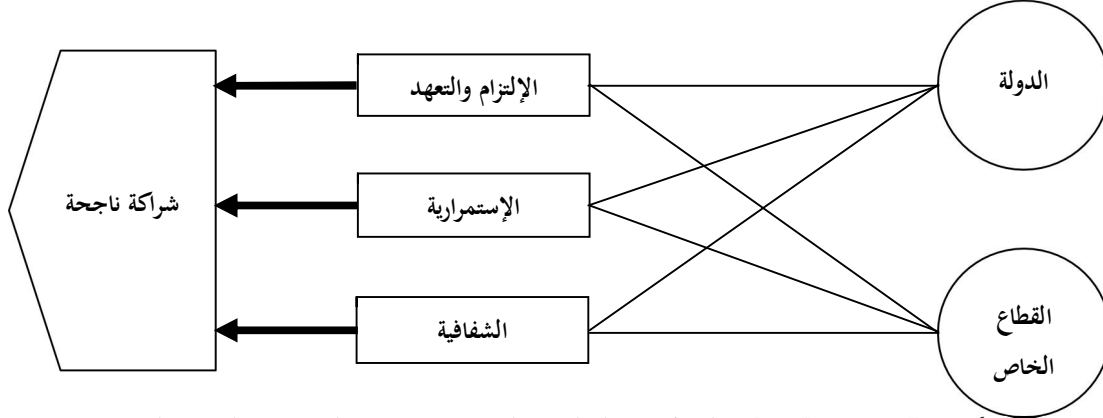 الدولة
الإلتزام والتعهد
الإستمرارية
شراكة ناجحة
القطاع
الخاص
الشفافية